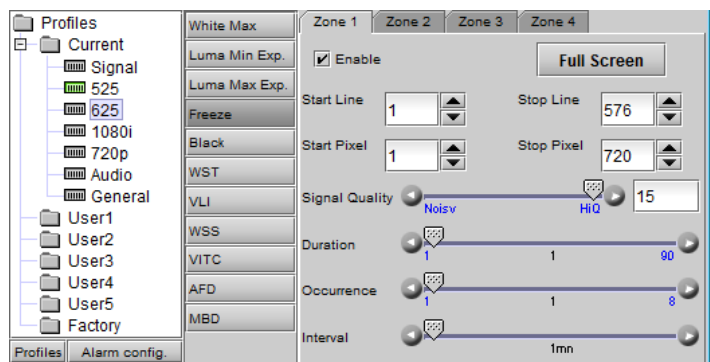 Profiles
Current
Signal
525
625
1080i
720p
Audio
General
User1
User2
User3
User4
User5
Factory
Profiles Alarm config.
White Max
Luma Min Exp.
Luma Max Exp.
Freeze
Black
WST
VLI
WSS
VITC
AFD
MBD
Zone 1 Zone 2 Zone 3 Zone 4
Enable Full Screen
Start Line 1 Stop Line 576
Start Pixel 1 Stop Pixel 720
Signal Quality 15
Noisy HiQ
Duration
1 1 90
Occurrence
1 1 8
Interval
1mn